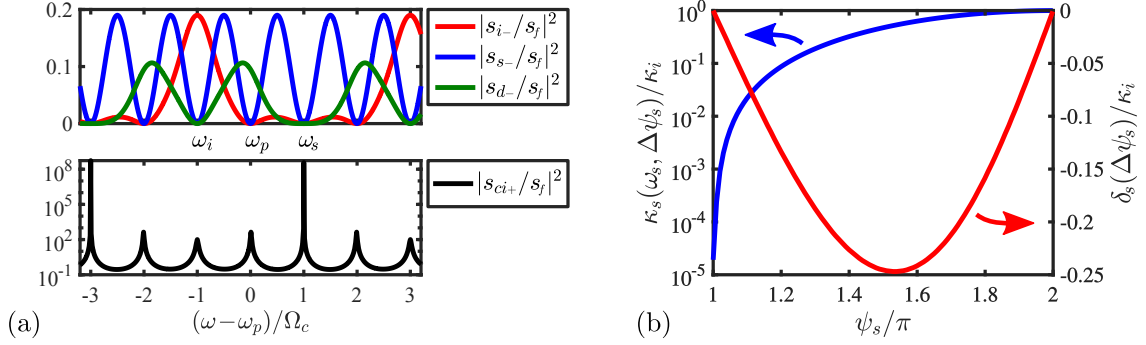 0.2
0.1
0
|s_{i-}/s_f|^2
|s_{s-}/s_f|^2
|s_{d-}/s_f|^2
ω_i ω_p ω_s
10^8
10^5
10^2
10^{-1}
|s_{ci+}/s_f|^2
-3 -2 -1 0 1 2 3
(ω−ω_p)/Ω_c
(a)
κ_s(ω_s, Δψ_s)/κ_i
10^0
10^{-1}
10^{-2}
10^{-3}
10^{-4}
10^{-5}
0
-0.05
-0.1
-0.15
-0.2
-0.25
δ_s(Δψ_s)/κ_i
1 1.2 1.4 1.6 1.8 2
ψ_s/π
(b)